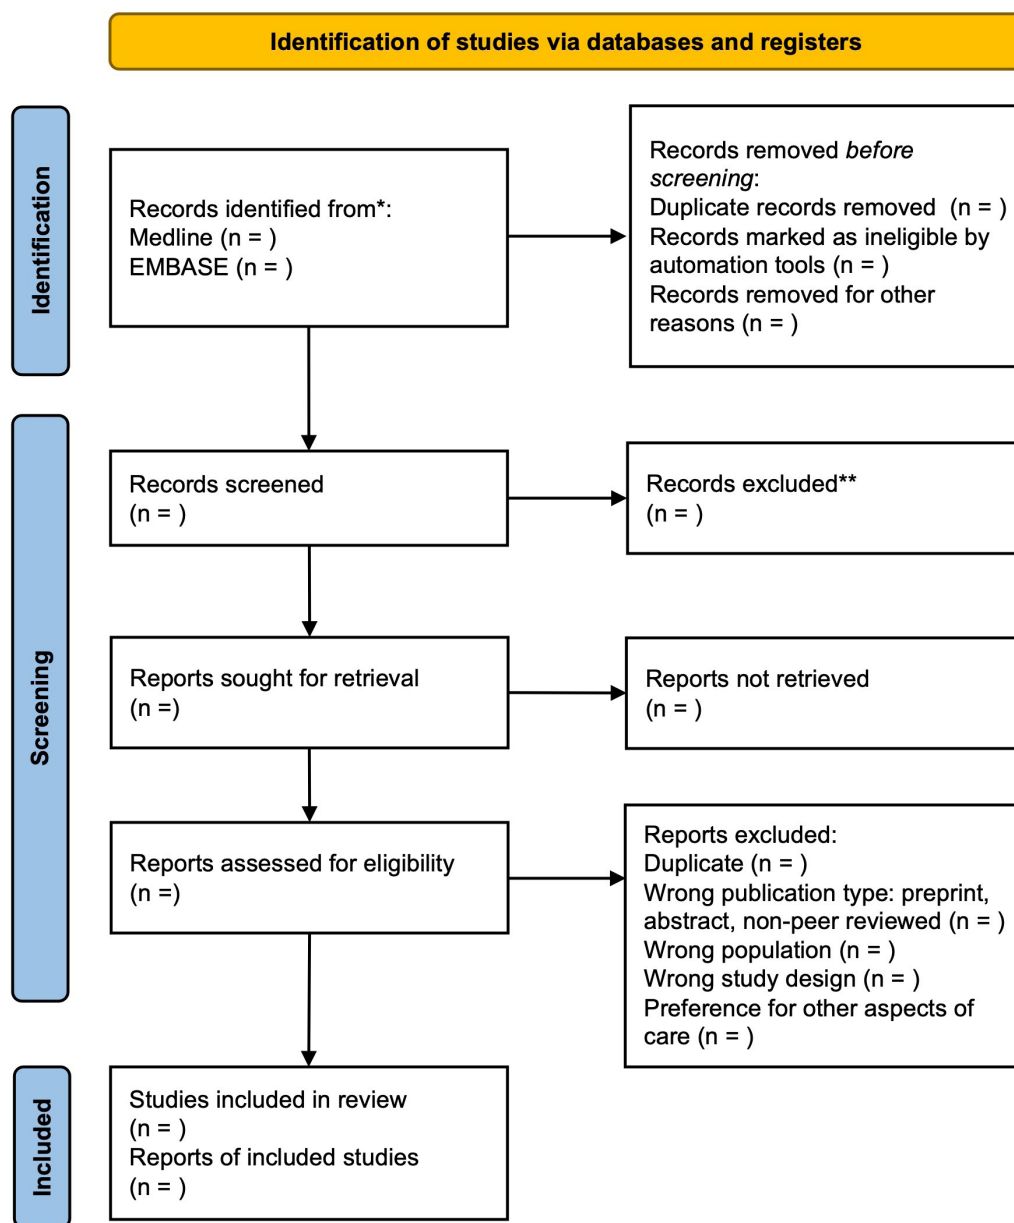 Identification of studies via databases and registers
Identification
Records identified from*:
Medline (n = )
EMBASE (n = )
Records removed before
screening:
Duplicate records removed  (n = )
Records marked as ineligible by
automation tools (n = )
Records removed for other
reasons (n = )
Screening
Records screened
(n = )
Records excluded**
(n = )
Reports sought for retrieval
(n =)
Reports not retrieved
(n = )
Reports assessed for eligibility
(n =)
Reports excluded:
Duplicate (n = )
Wrong publication type: preprint,
abstract, non-peer reviewed (n = )
Wrong population (n = )
Wrong study design (n = )
Preference for other aspects of
care (n = )
Included
Studies included in review
(n = )
Reports of included studies
(n = )